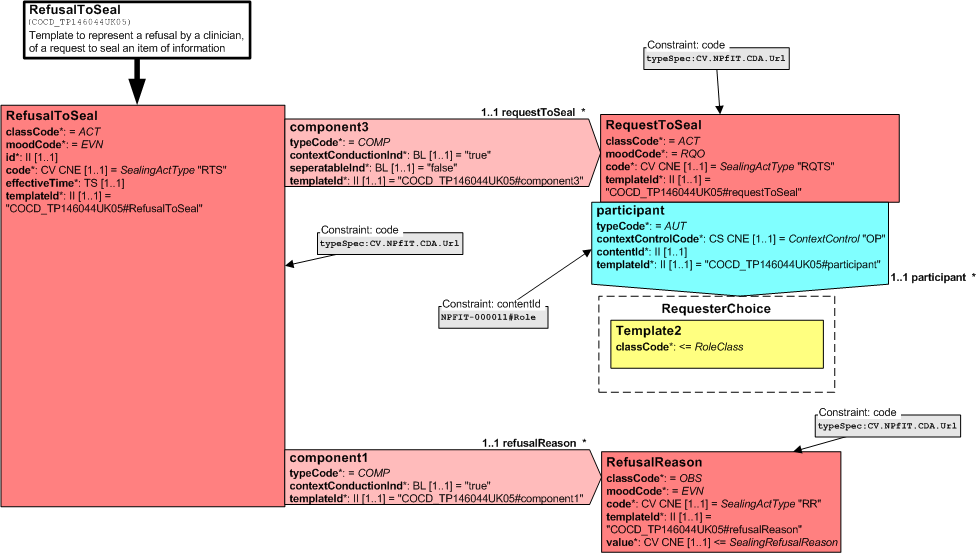 RefusalToSeal
(COCD_TP146044UK05)
Template to represent a refusal by a clinician,
of a request to seal an item of information
Constraint: code
typeSpec:CV.NPfIT.CDA.Url
RefusalToSeal
classCode*: = ACT
moodCode*: = EVN
id*: II [1..1]
code*: CV CNE [1..1] = SealingActType "RTS"
effectiveTime*: TS [1..1]
templateId*: II [1..1] =
"COCD_TP146044UK05#RefusalToSeal"
1..1 requestToSeal *
component3
typeCode*: = COMP
contextConductionInd*: BL [1..1] = "true"
seperatableInd*: BL [1..1] = "false"
templateId*: II [1..1] = "COCD_TP146044UK05#component3"
RequestToSeal
classCode*: = ACT
moodCode*: = RQO
code*: CV CNE [1..1] = SealingActType "RQTS"
templateId*: II [1..1] =
"COCD_TP146044UK05#requestToSeal"
participant
typeCode*: = AUT
contextControlCode*: CS CNE [1..1] = ContextControl "OP"
contentId*: II [1..1]
templateId*: II [1..1] = "COCD_TP146044UK05#participant"
1..1 participant *
Constraint: code
typeSpec:CV.NPfIT.CDA.Url
Constraint: contentId
NPFIT-000011#Role
RequesterChoice
Template2
classCode*: <= RoleClass
Constraint: code
typeSpec:CV.NPfIT.CDA.Url
1..1 refusalReason *
component1
typeCode*: = COMP
contextConductionInd*: BL [1..1] = "true"
templateId*: II [1..1] = "COCD_TP146044UK05#component1"
RefusalReason
classCode*: = OBS
moodCode*: = EVN
code*: CV CNE [1..1] = SealingActType "RR"
templateId*: II [1..1] =
"COCD_TP146044UK05#refusalReason"
value*: CV CNE [1..1] <= SealingRefusalReason